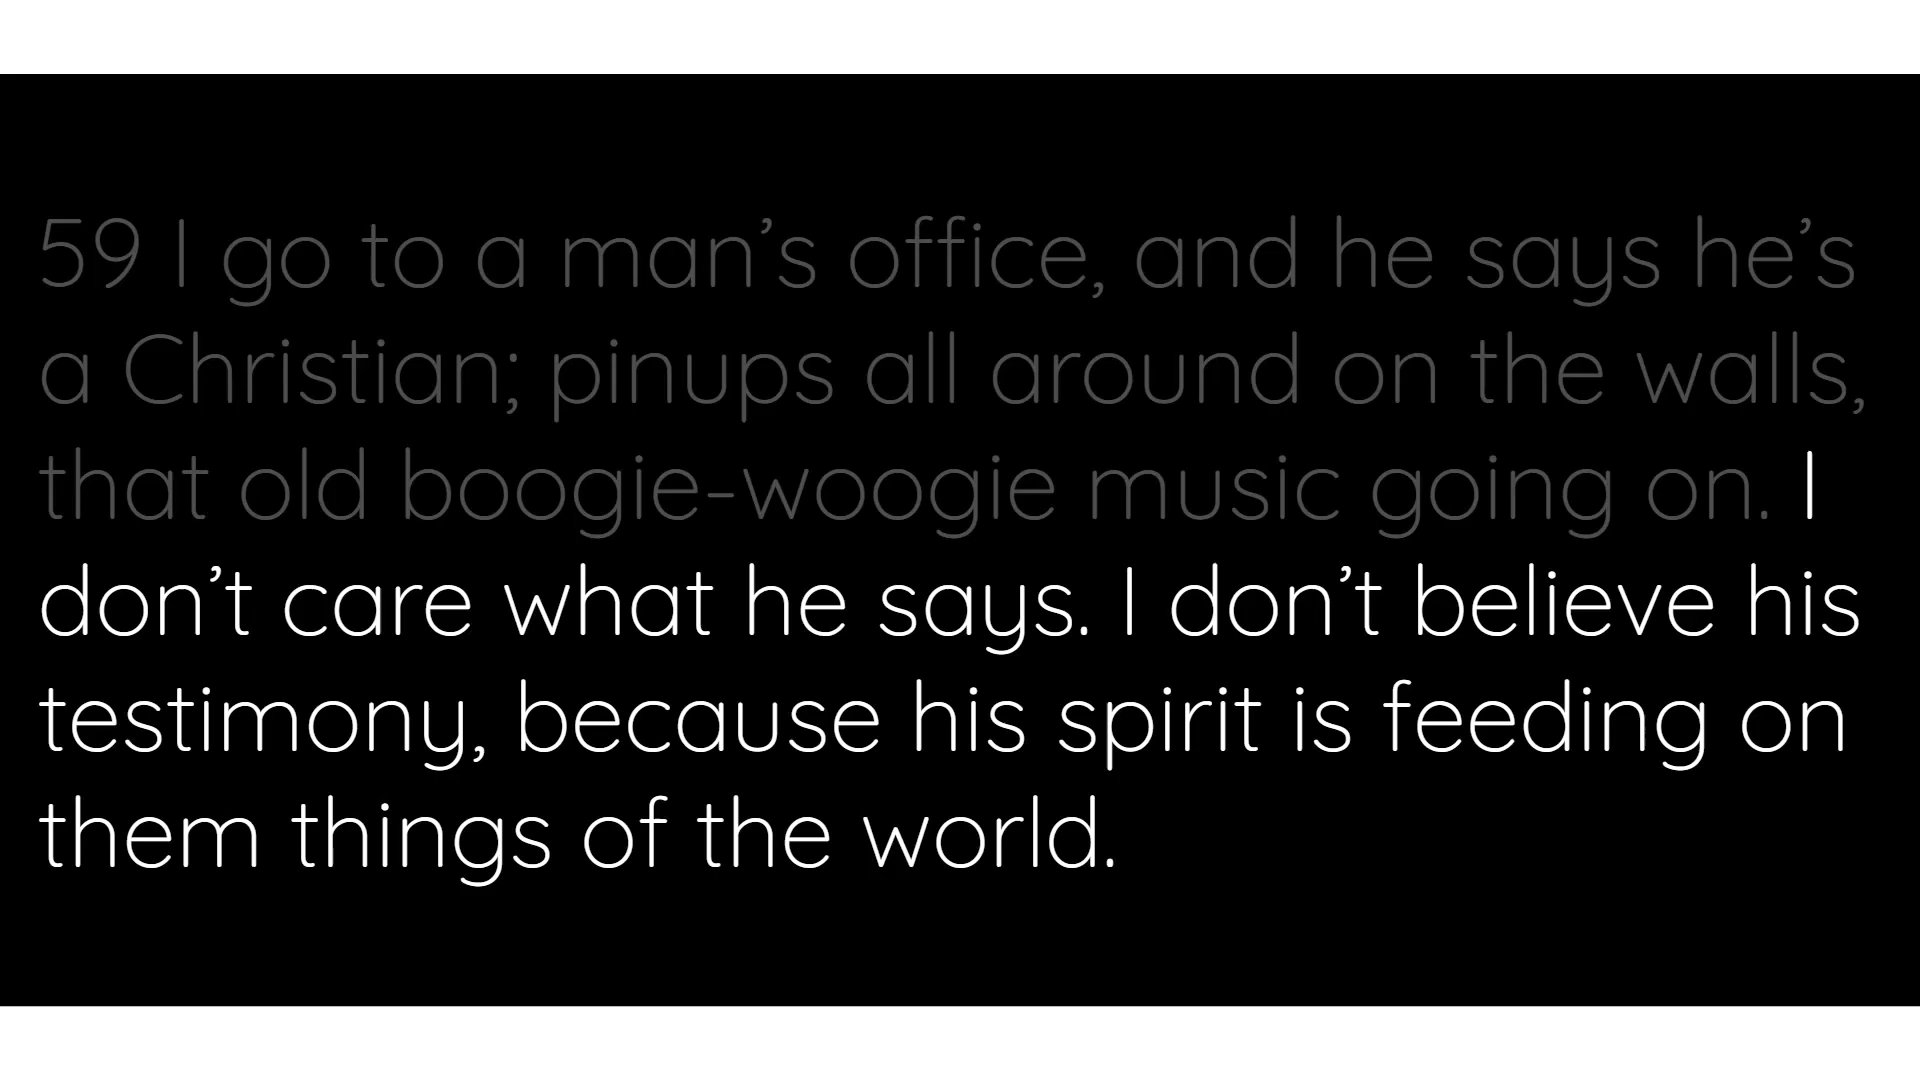 59 I go to a man’s office, and he says he’s
a Christian; pinups all around on the walls,
that old boogie-woogie music going on. I
don’t care what he says. I don’t believe his
testimony, because his spirit is feeding on
them things of the world.